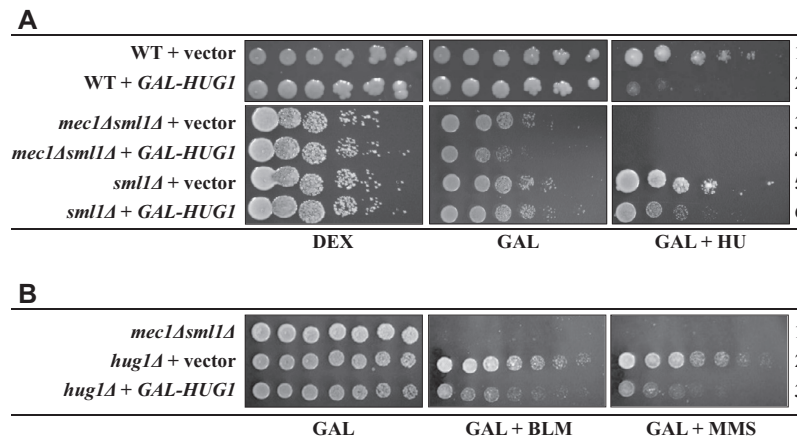 A
WT + vector
WT + GAL-HUG1
mec1Δsml1Δ + vector
mec1Δsml1Δ + GAL-HUG1
sml1Δ + vector
sml1Δ + GAL-HUG1
DEX GAL GAL + HU
B
mec1Δsml1Δ
hug1Δ + vector
hug1Δ + GAL-HUG1
GAL GAL + BLM GAL + MMS